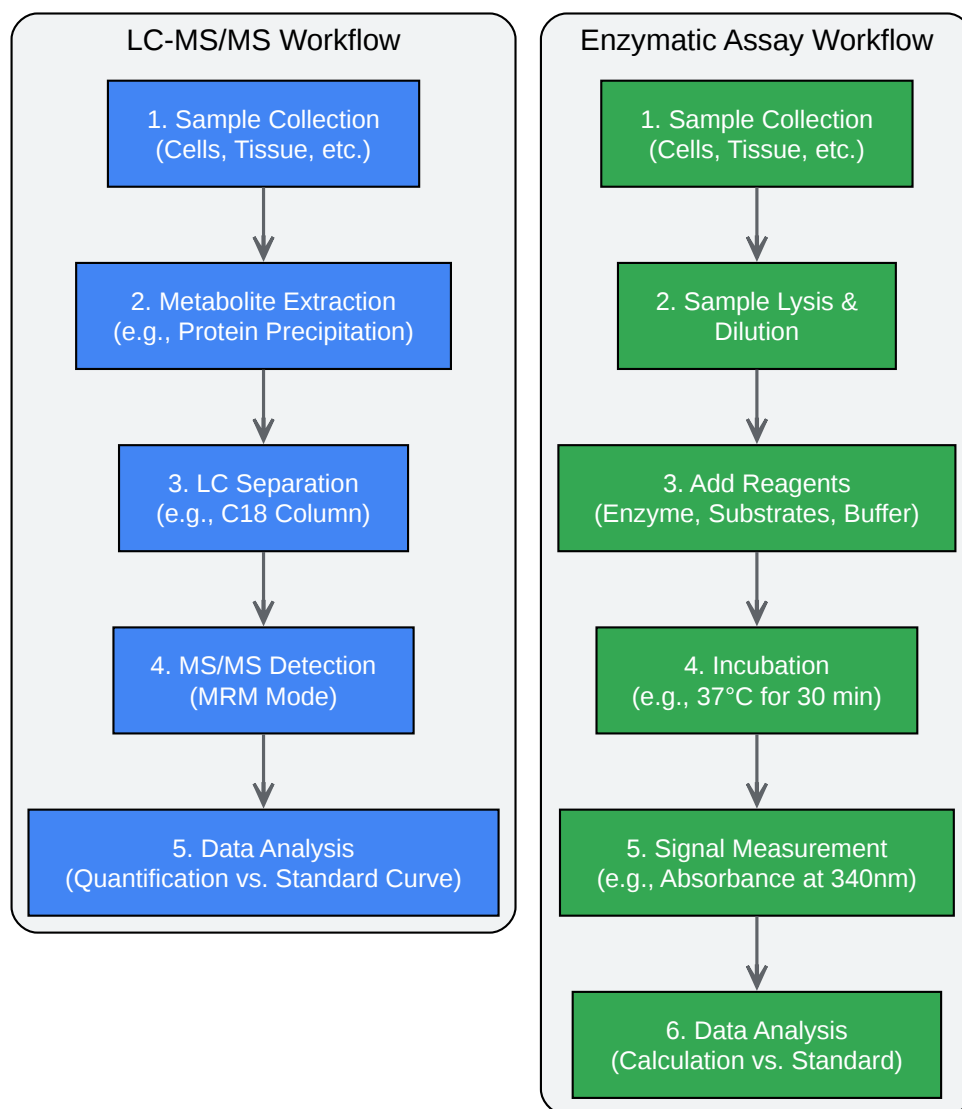 LC-MS/MS Workflow
1. Sample Collection
(Cells, Tissue, etc.)
2. Metabolite Extraction
(e.g., Protein Precipitation)
3. LC Separation
(e.g., C18 Column)
4. MS/MS Detection
(MRM Mode)
5. Data Analysis
(Quantification vs. Standard Curve)
Enzymatic Assay Workflow
1. Sample Collection
(Cells, Tissue, etc.)
2. Sample Lysis &
Dilution
3. Add Reagents
(Enzyme, Substrates, Buffer)
4. Incubation
(e.g., 37°C for 30 min)
5. Signal Measurement
(e.g., Absorbance at 340nm)
6. Data Analysis
(Calculation vs. Standard)